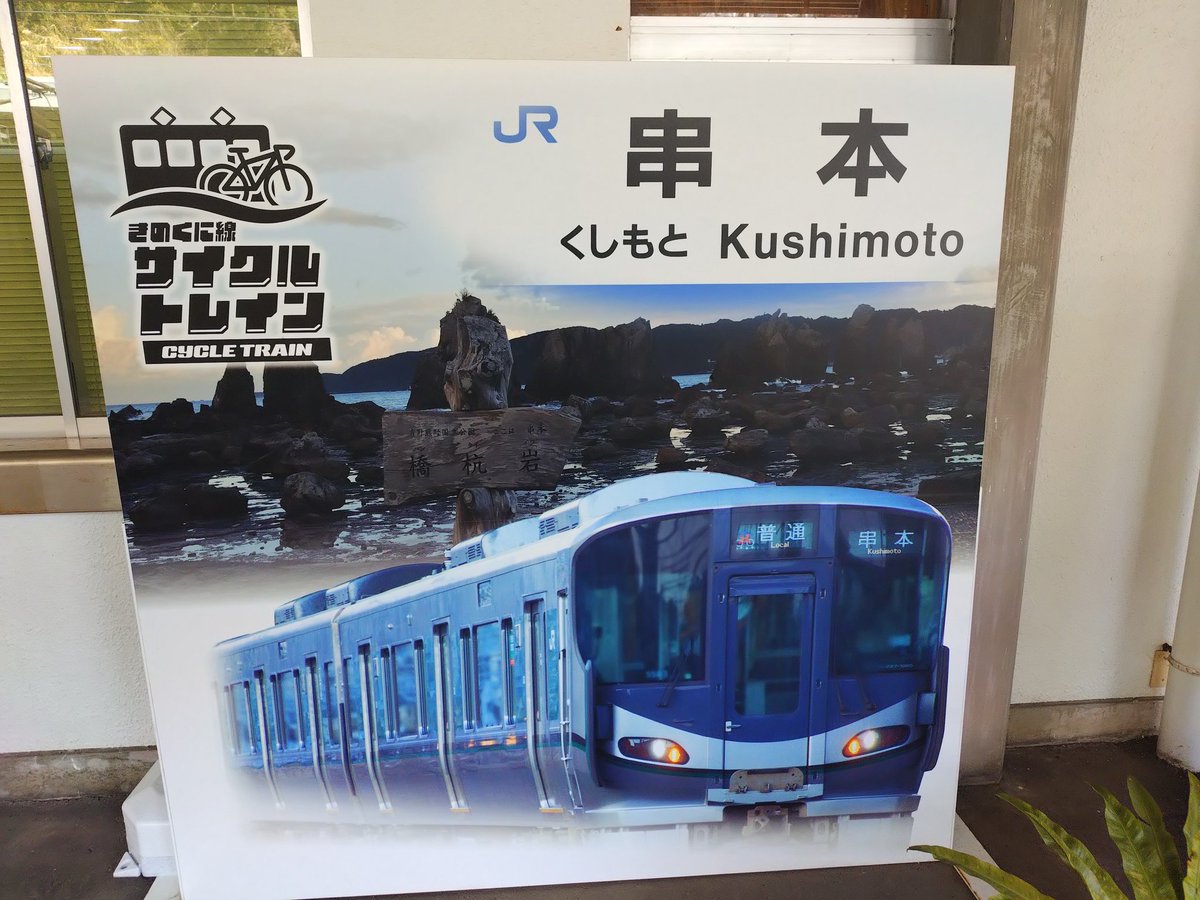 JR 串本
くしもと Kushimoto
きのくに線
サイクル
トレイン
CYCLE TRAIN
橋杭岩
普通
Local
串本
Kushimoto